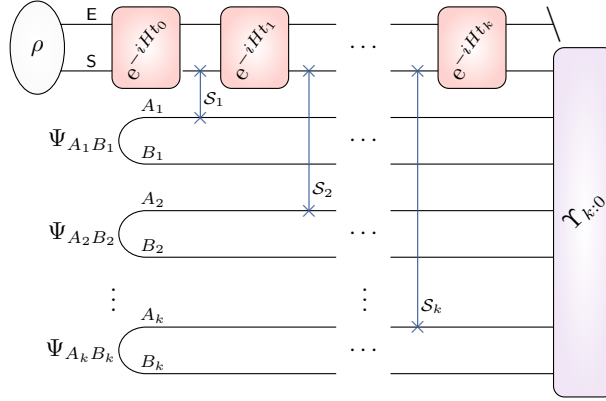 E
ρ e^{-iHt_0} e^{-iHt_1} ··· e^{-iHt_k}
S
𝒮_1
A_1
Ψ_{A_1B_1} ···
B_1
𝒮_2
A_2
Ψ_{A_2B_2} ··· ϒ_{k:0}
B_2
⋮ ⋮
𝒮_k
A_k
Ψ_{A_kB_k} ···
B_k